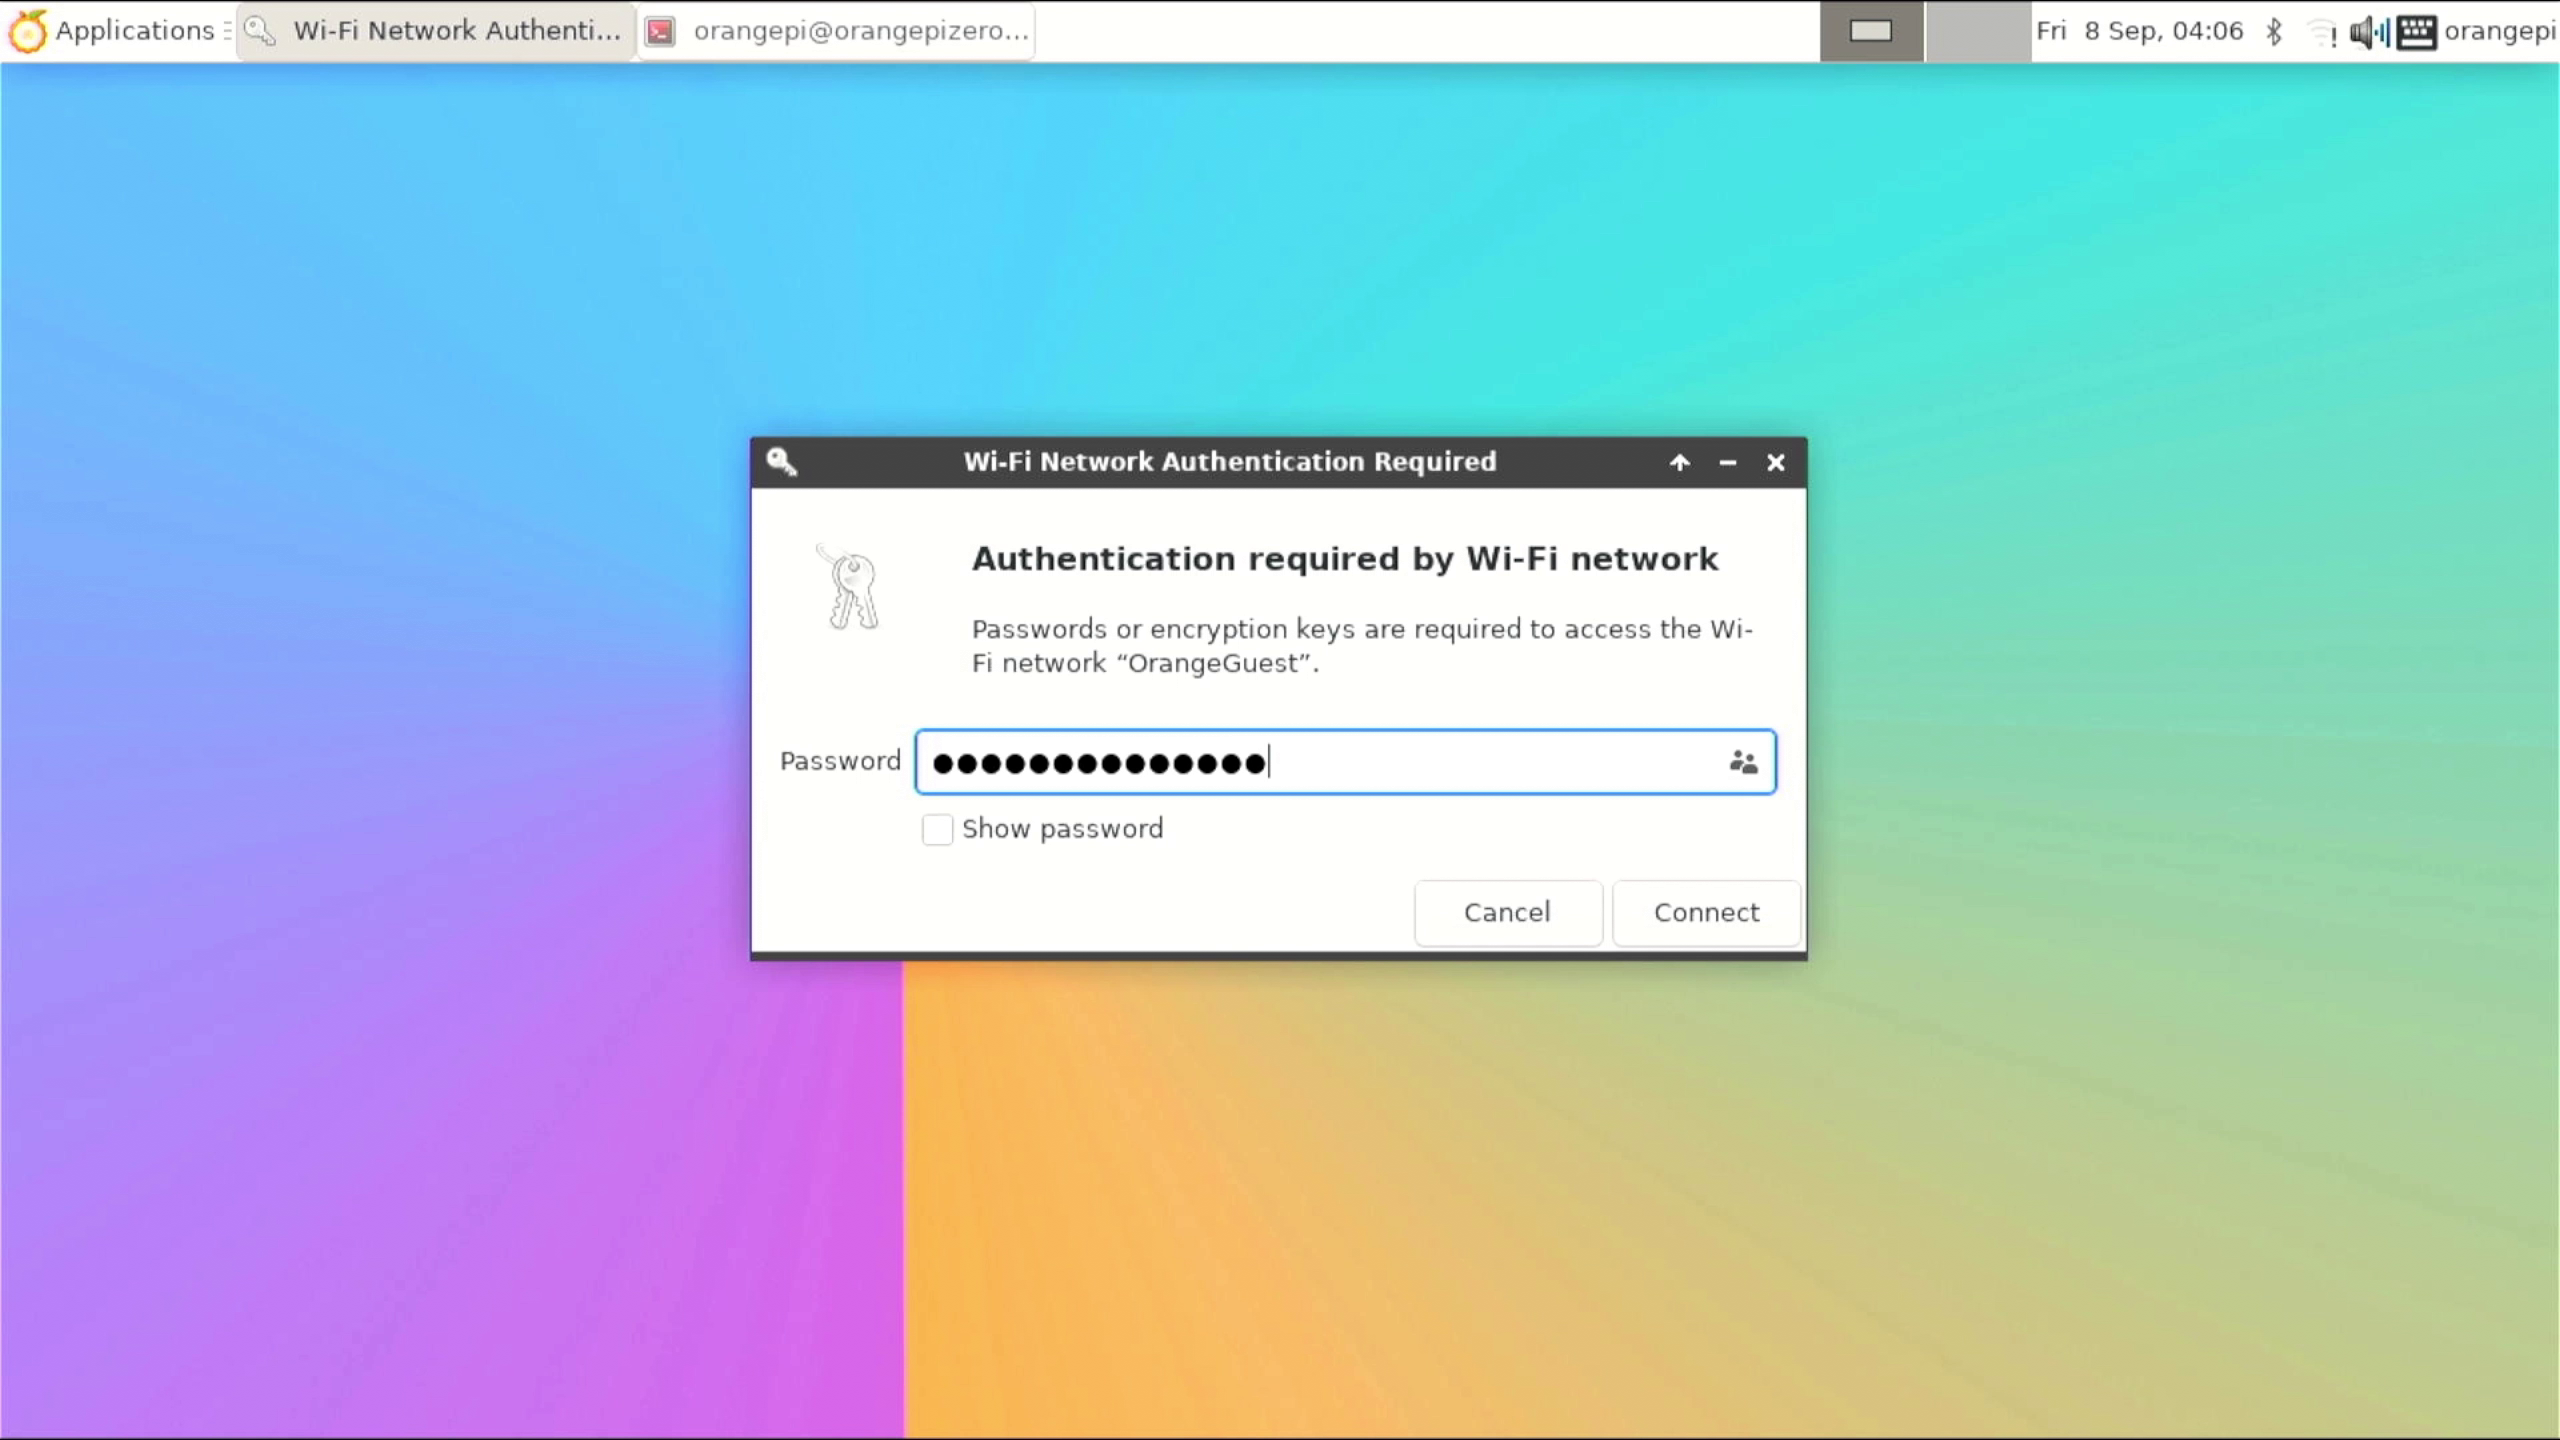 Applications
Wi-Fi Network Authenti...
orangepi@orangepizero...
Fri 8 Sep, 04:06
orangepi
Wi-Fi Network Authentication Required
Authentication required by Wi-Fi network
Passwords or encryption keys are required to access the Wi-
Fi network “OrangeGuest”.
Password ●●●●●●●●●●●●●●
Show password
Cancel
Connect